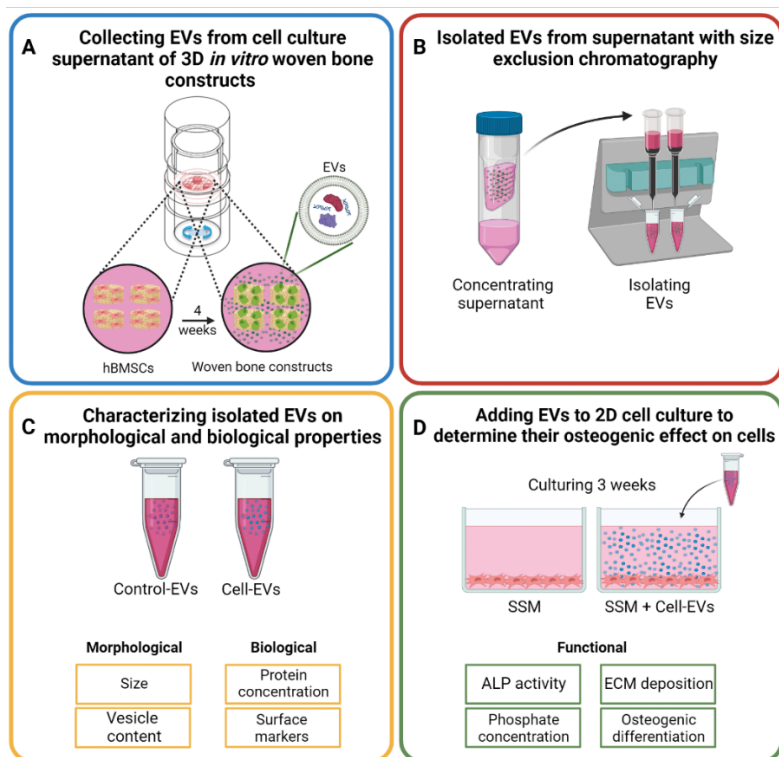 A
Collecting EVs from cell culture
supernatant of 3D in vitro woven bone
constructs
EVs
4
weeks
hBMSCs
Woven bone constructs
B
Isolated EVs from supernatant with size
exclusion chromatography
Concentrating
supernatant
Isolating
EVs
C
Characterizing isolated EVs on
morphological and biological properties
Control-EVs
Cell-EVs
Morphological
Biological
Size
Protein
concentration
Vesicle
content
Surface
markers
D
Adding EVs to 2D cell culture to
determine their osteogenic effect on cells
Culturing 3 weeks
SSM
SSM + Cell-EVs
Functional
ALP activity
ECM deposition
Phosphate
concentration
Osteogenic
differentiation